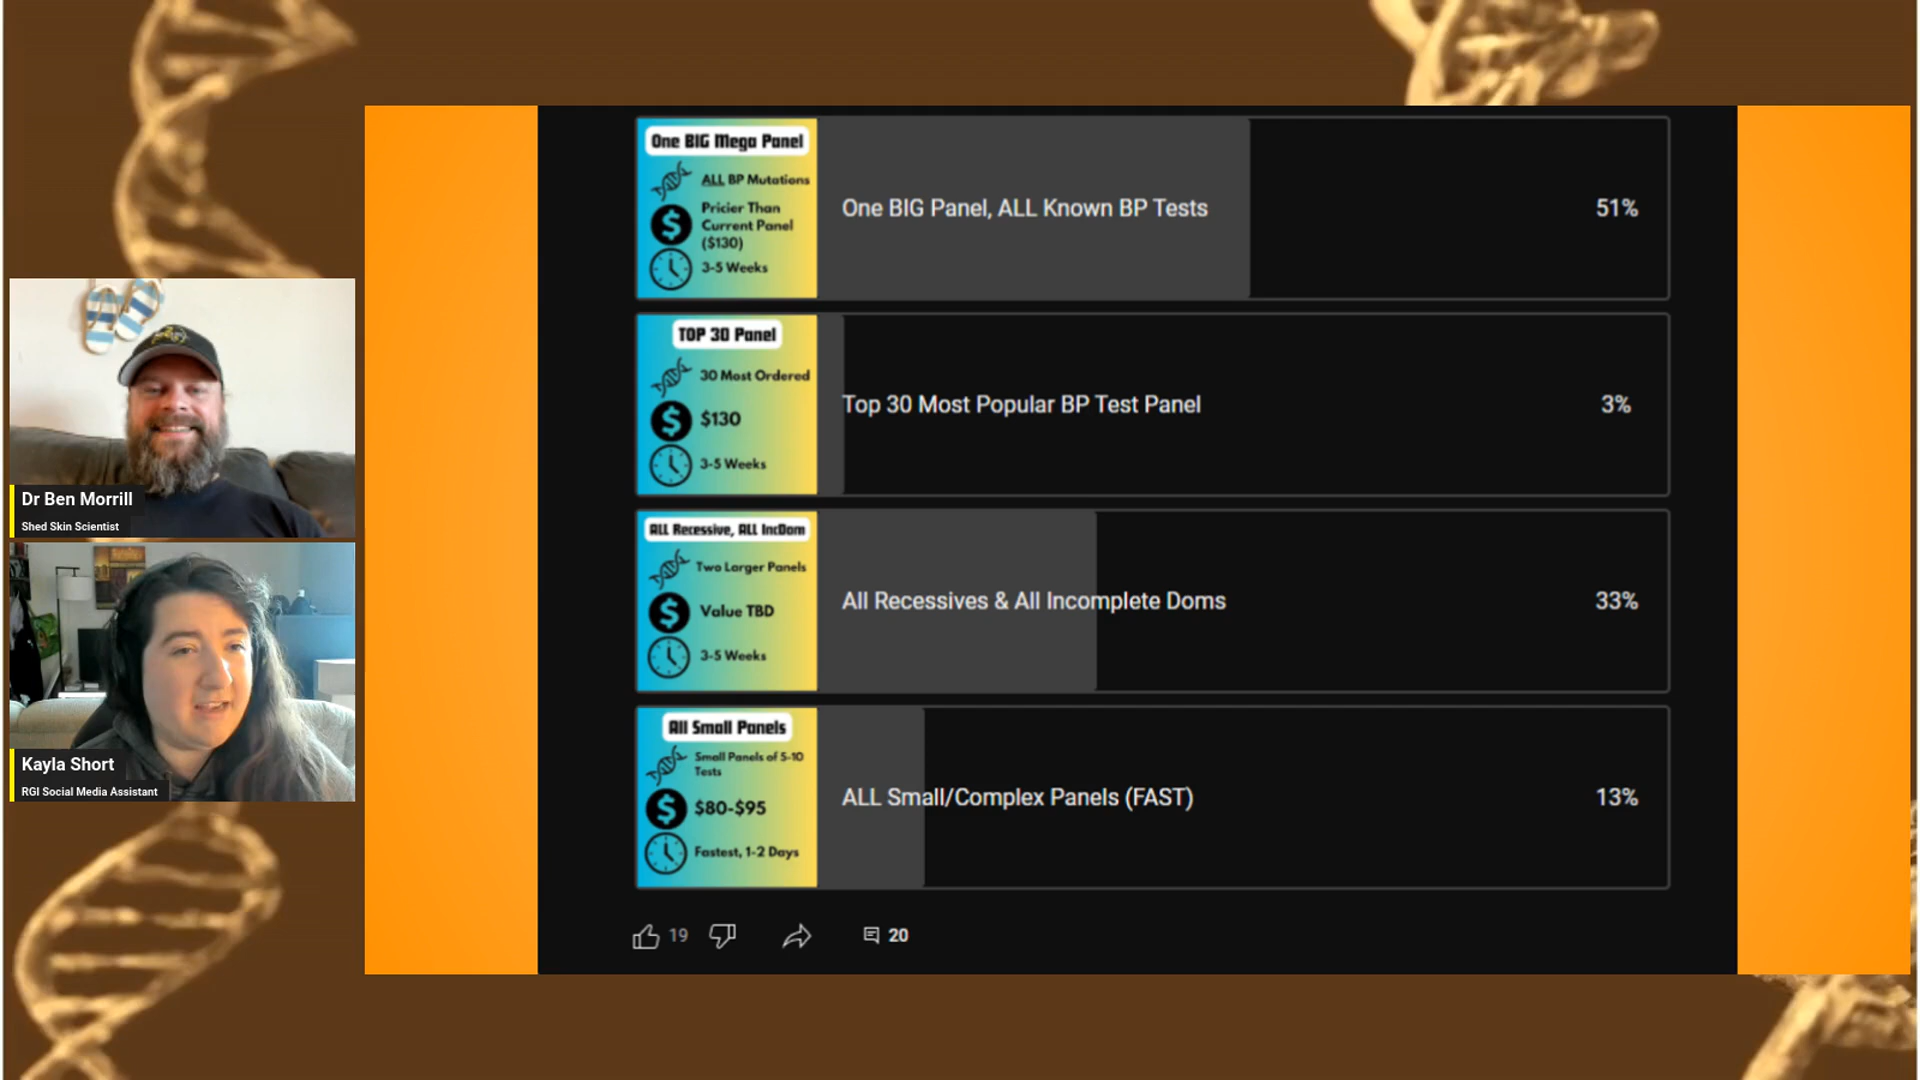 One BIG Mega Panel
ALL BP Mutations
Pricier Than
Current Panel
($130)
3-5 Weeks
One BIG Panel, ALL Known BP Tests
51%
TOP 30 Panel
30 Most Ordered
$130
3-5 Weeks
Top 30 Most Popular BP Test Panel
3%
ALL Recessive, ALL IncDom
Two Larger Panels
Value TBD
3-5 Weeks
All Recessives & All Incomplete Doms
33%
All Small Panels
Small Panels of 5-10
Tests
$80-$95
Fastest, 1-2 Days
ALL Small/Complex Panels (FAST)
13%
19
20
Dr Ben Morrill
Shed Skin Scientist
Kayla Short
RGI Social Media Assistant